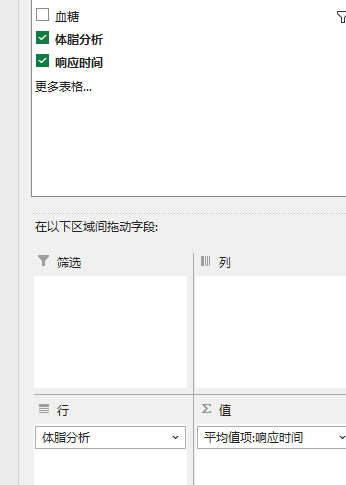 血糖
体脂分析
响应时间
更多表格...
在以下区域间拖动字段:
筛选
列
行
值
体脂分析
平均值项:响应时间